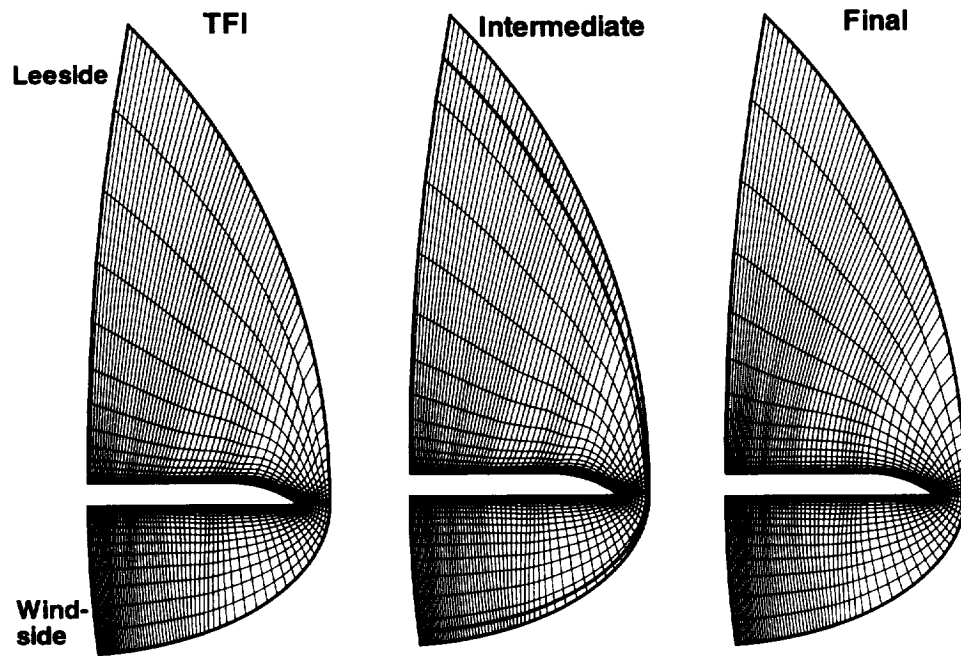 TFI
Intermediate
Final
Leeside
Wind-
side